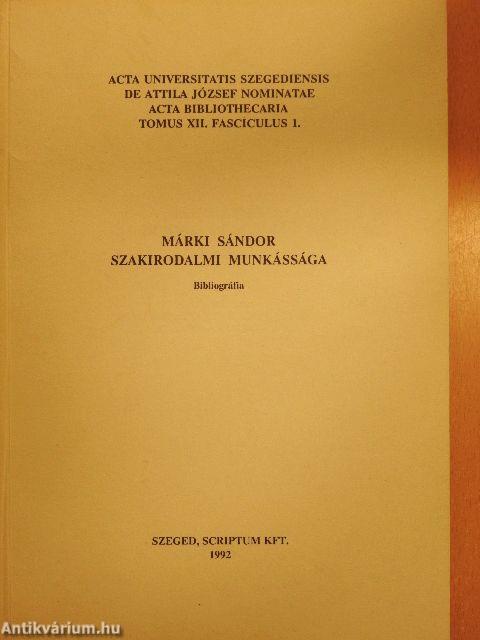 ACTA UNIVERSITATIS SZEGEDIENSIS
DE ATTILA JÓZSEF NOMINATAE
ACTA BIBLIOTHECARIA
TOMUS XII. FASCICULUS 1.
MÁRKI SÁNDOR
SZAKIRODALMI MUNKÁSSÁGA
Bibliográfia
SZEGED, SCRIPTUM KFT.
1992
Antikvárium.hu